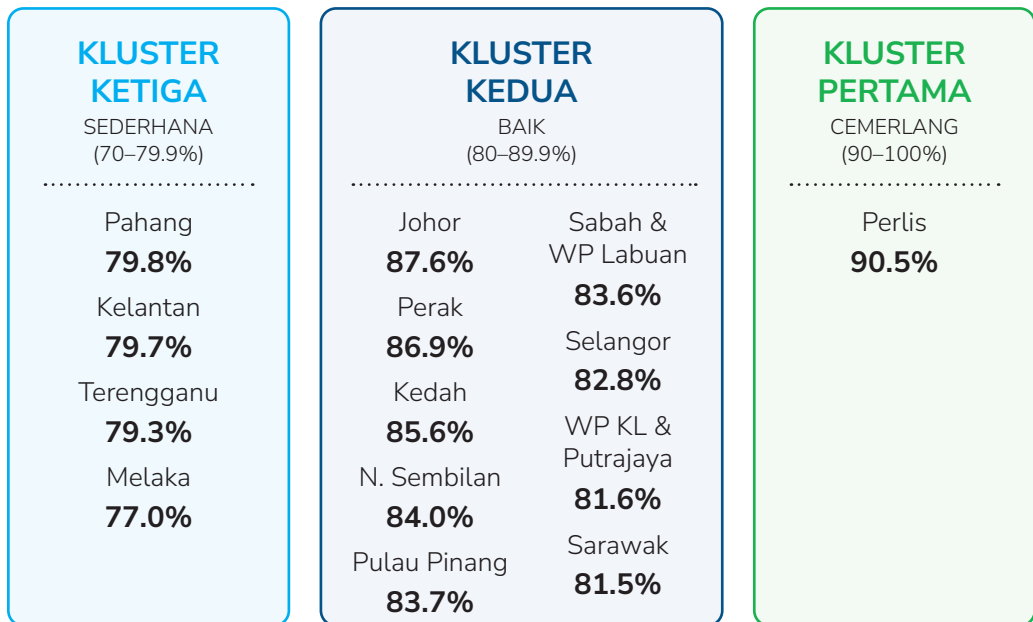 KLUSTER
KETIGA
SEDERHANA
(70–79.9%)
Pahang
79.8%
Kelantan
79.7%
Terengganu
79.3%
Melaka
77.0%
KLUSTER
KEDUA
BAIK
(80–89.9%)
Johor
87.6%
Perak
86.9%
Kedah
85.6%
N. Sembilan
84.0%
Pulau Pinang
83.7%
Sabah &
WP Labuan
83.6%
Selangor
82.8%
WP KL &
Putrajaya
81.6%
Sarawak
81.5%
KLUSTER
PERTAMA
CEMERLANG
(90–100%)
Perlis
90.5%